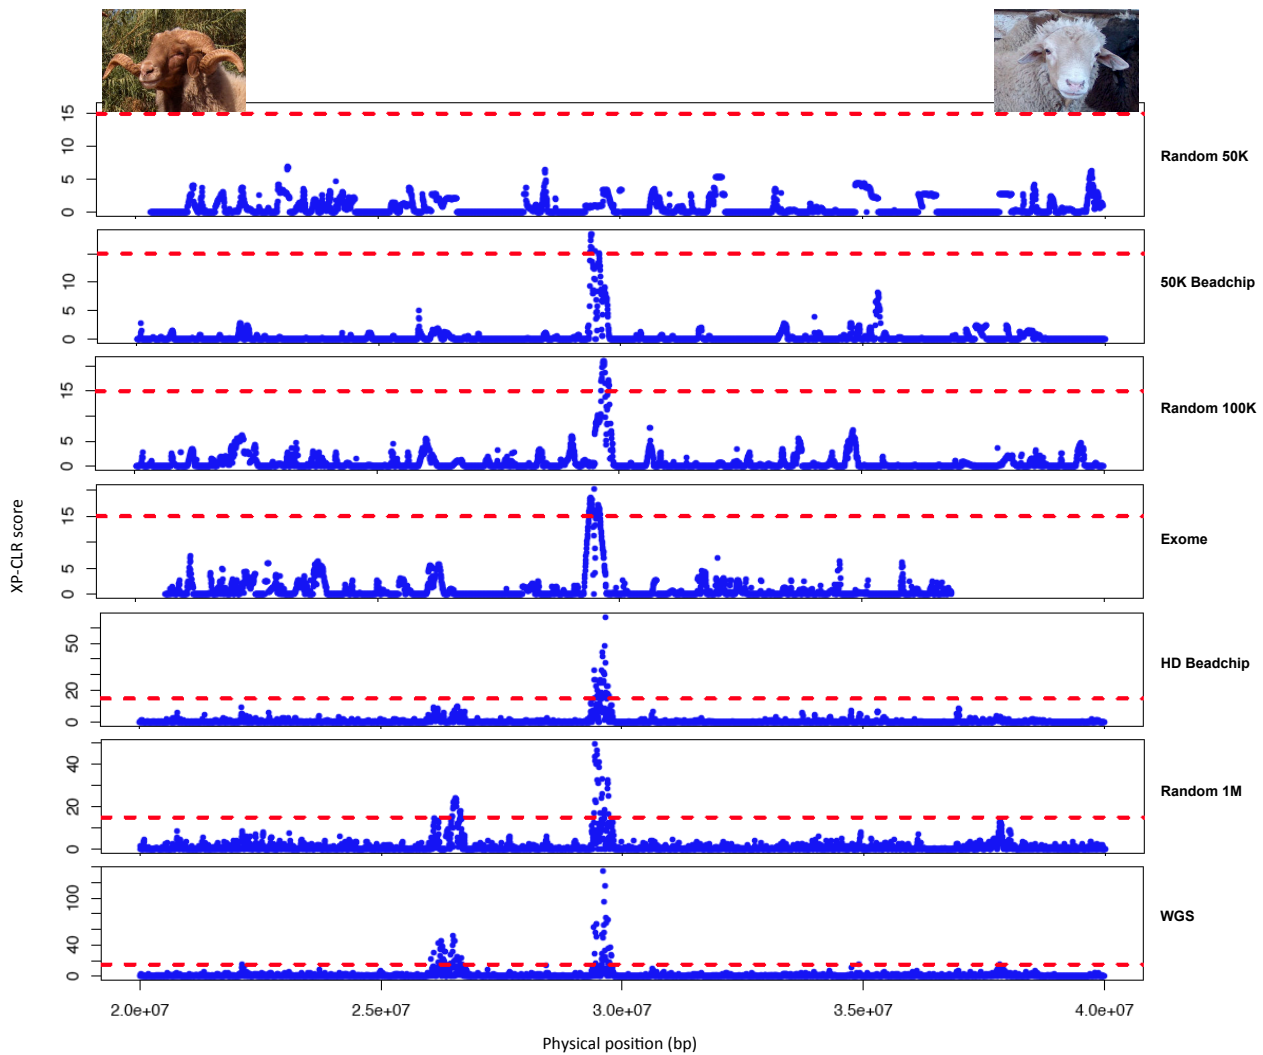 15
10
5
0
Random 50K
10
5
0
50K Beadchip
15
5
0
Random 100K
15
5
0
Exome
XP-CLR score
50
20
0
HD Beadchip
40
20
0
Random 1M
100
40
0
WGS
2.0e+07 2.5e+07 3.0e+07 3.5e+07 4.0e+07
Physical position (bp)